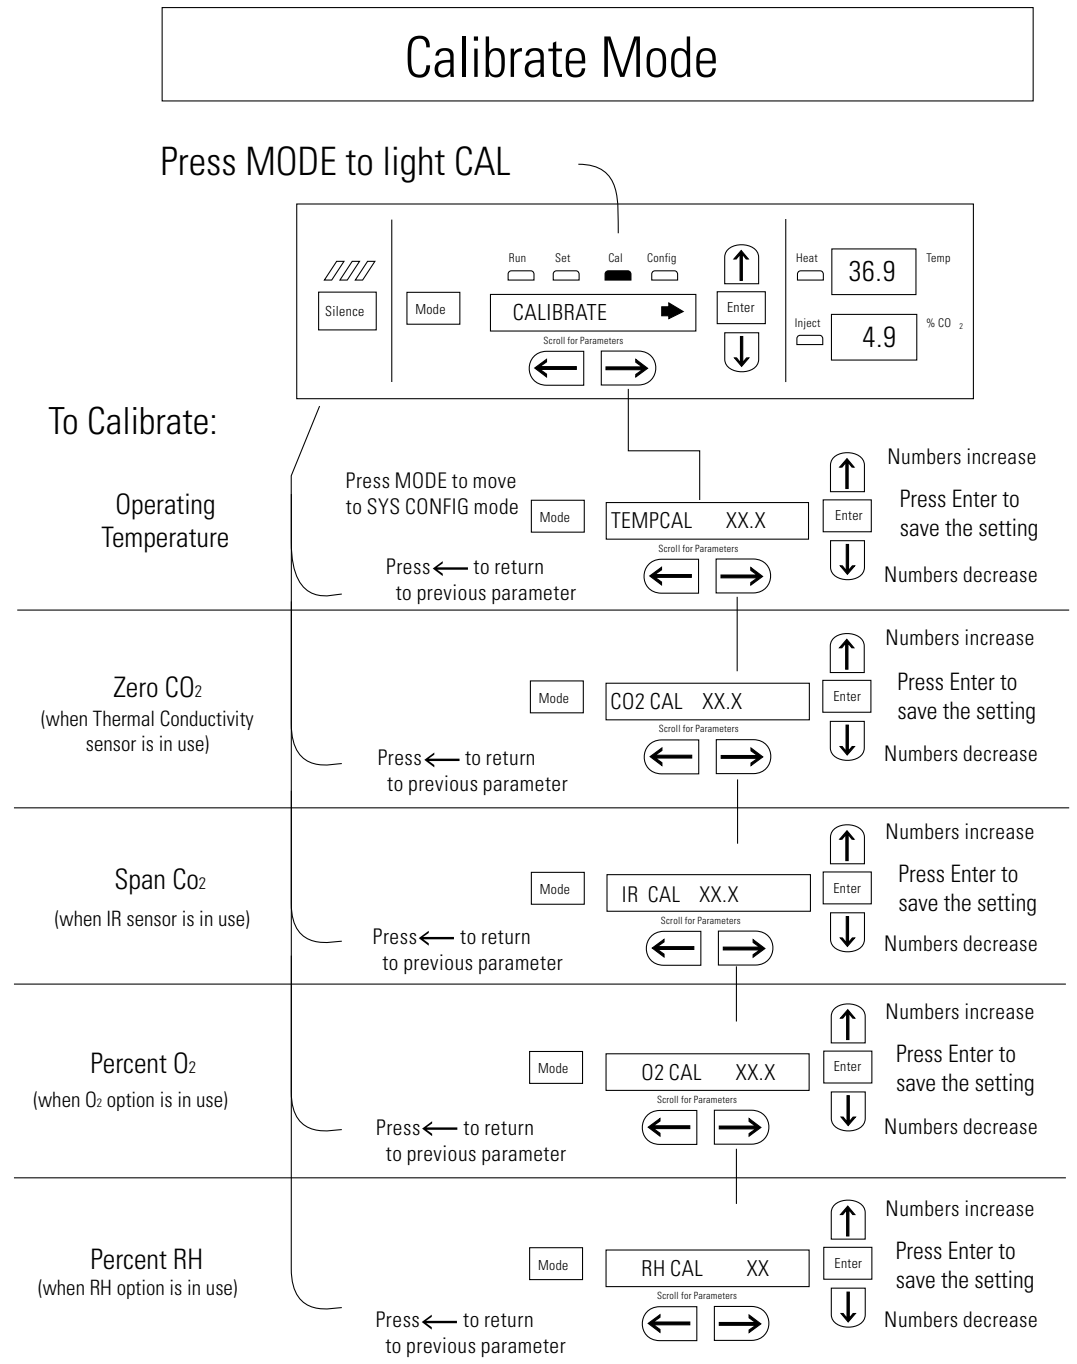 Calibrate Mode
Press MODE to light CAL
Run Set Cal Config
Heat 36.9 Temp
Silence Mode CALIBRATE Enter
Inject 4.9 % CO 2
Scroll for Parameters
To Calibrate:
Operating
Temperature
Press MODE to move
to SYS CONFIG mode
Mode
TEMPCAL XX.X
Scroll for Parameters
Numbers increase
Enter
Press Enter to
save the setting
Numbers decrease
Press ← to return
to previous parameter
Zero CO2
(when Thermal Conductivity
sensor is in use)
Mode
CO2 CAL XX.X
Scroll for Parameters
Numbers increase
Enter
Press Enter to
save the setting
Numbers decrease
Press ← to return
to previous parameter
Span Co2
(when IR sensor is in use)
Mode
IR CAL XX.X
Scroll for Parameters
Numbers increase
Enter
Press Enter to
save the setting
Numbers decrease
Press ← to return
to previous parameter
Percent O2
(when O2 option is in use)
Mode
O2 CAL XX.X
Scroll for Parameters
Numbers increase
Enter
Press Enter to
save the setting
Numbers decrease
Press ← to return
to previous parameter
Percent RH
(when RH option is in use)
Mode
RH CAL XX
Scroll for Parameters
Numbers increase
Enter
Press Enter to
save the setting
Numbers decrease
Press ← to return
to previous parameter